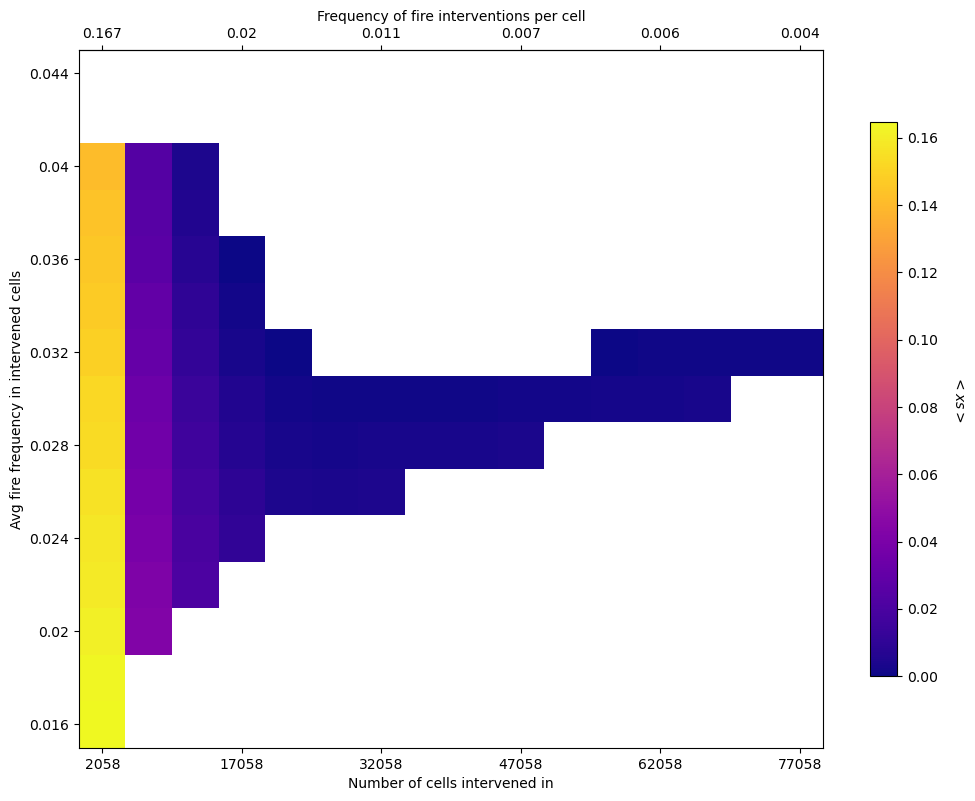 Frequency of fire interventions per cell
0.167 0.02 0.011 0.007 0.006 0.004
0.044
0.04
0.036
0.032
0.028
0.024
0.02
0.016
Avg fire frequency in intervened cells
2058 17058 32058 47058 62058 77058
Number of cells intervened in
0.16
0.14
0.12
0.10
0.08
0.06
0.04
0.02
0.00
< sx >